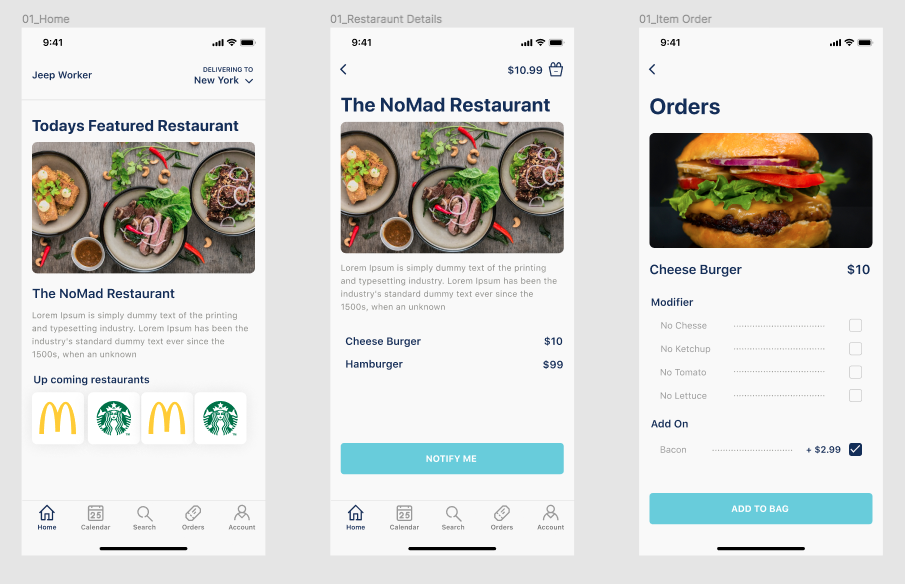 01_Home
9:41
Jeep Worker
DELIVERING TO
New York
Todays Featured Restaurant
The NoMad Restaurant
Lorem Ipsum is simply dummy text of the printing
and typesetting industry. Lorem Ipsum has been the
industry's standard dummy text ever since the
1500s, when an unknown
Up coming restaurants
Home
25
Calendar
Search
Orders
Account
01_Restaraunt Details
9:41
$10.99
The NoMad Restaurant
Lorem Ipsum is simply dummy text of the printing
and typesetting industry. Lorem Ipsum has been the
industry's standard dummy text ever since the
1500s, when an unknown
Cheese Burger $10
Hamburger $99
NOTIFY ME
Home
25
Calendar
Search
Orders
Account
01_Item Order
9:41
Orders
Cheese Burger $10
Modifier
No Chesse
No Ketchup
No Tomato
No Lettuce
Add On
Bacon + $2.99
ADD TO BAG